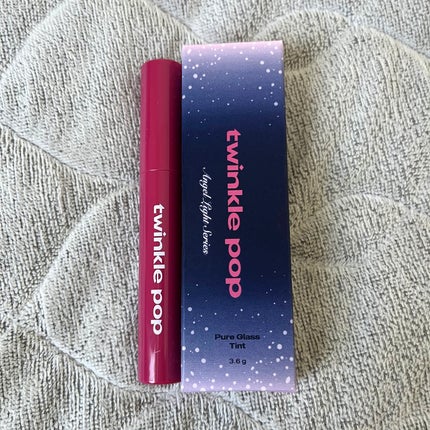 twinkle pop
twinkle pop
Angel Light Series
Pure Glass
Tint
3.6 g